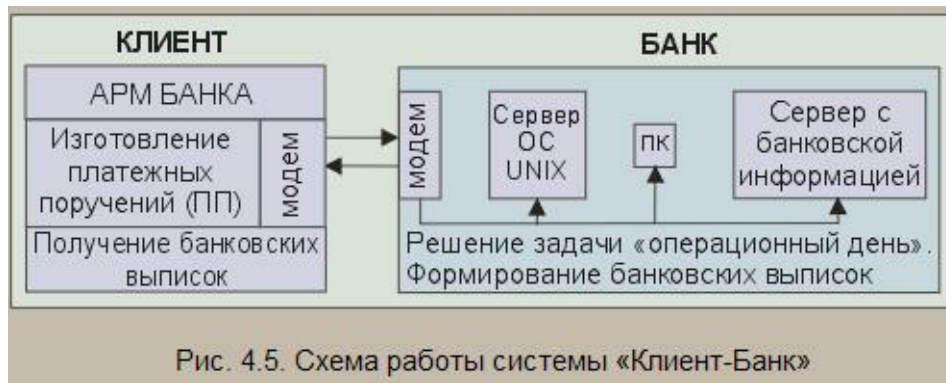 КЛИЕНТ
АРМ БАНКА
Изготовление
платежных
поручений (ПП)
модем
Получение банковских
выписок
БАНК
модем
Сервер
ОС
UNIX
ПК
Сервер с
банковской
информацией
Решение задачи «операционный день».
Формирование банковских выписок
Рис. 4.5. Схема работы системы «Клиент-Банк»